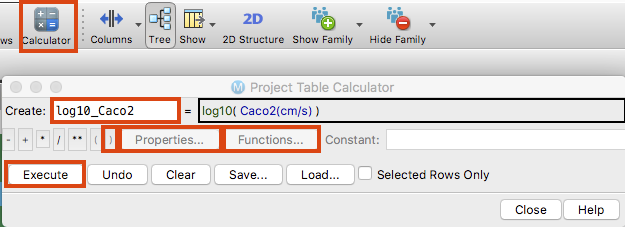 ws Calculator Columns Tree Show 2D 2D Structure Show Family Hide Family
M Project Table Calculator
Create: log10_Caco2 = log10( Caco2(cm/s) )
- + * / ** ( ) Properties... Functions... Constant:
Execute Undo Clear Save... Load... Selected Rows Only
Close Help